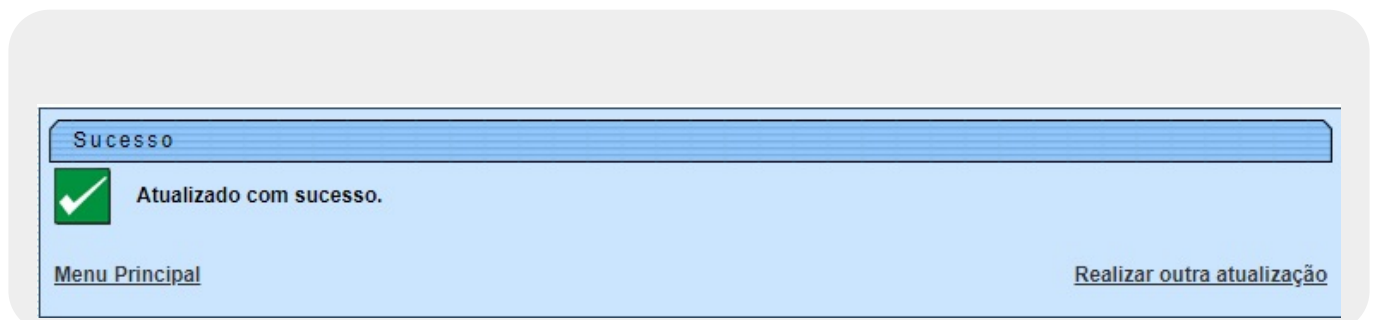 Sucesso
Atualizado com sucesso.
Menu Principal
Realizar outra atualização